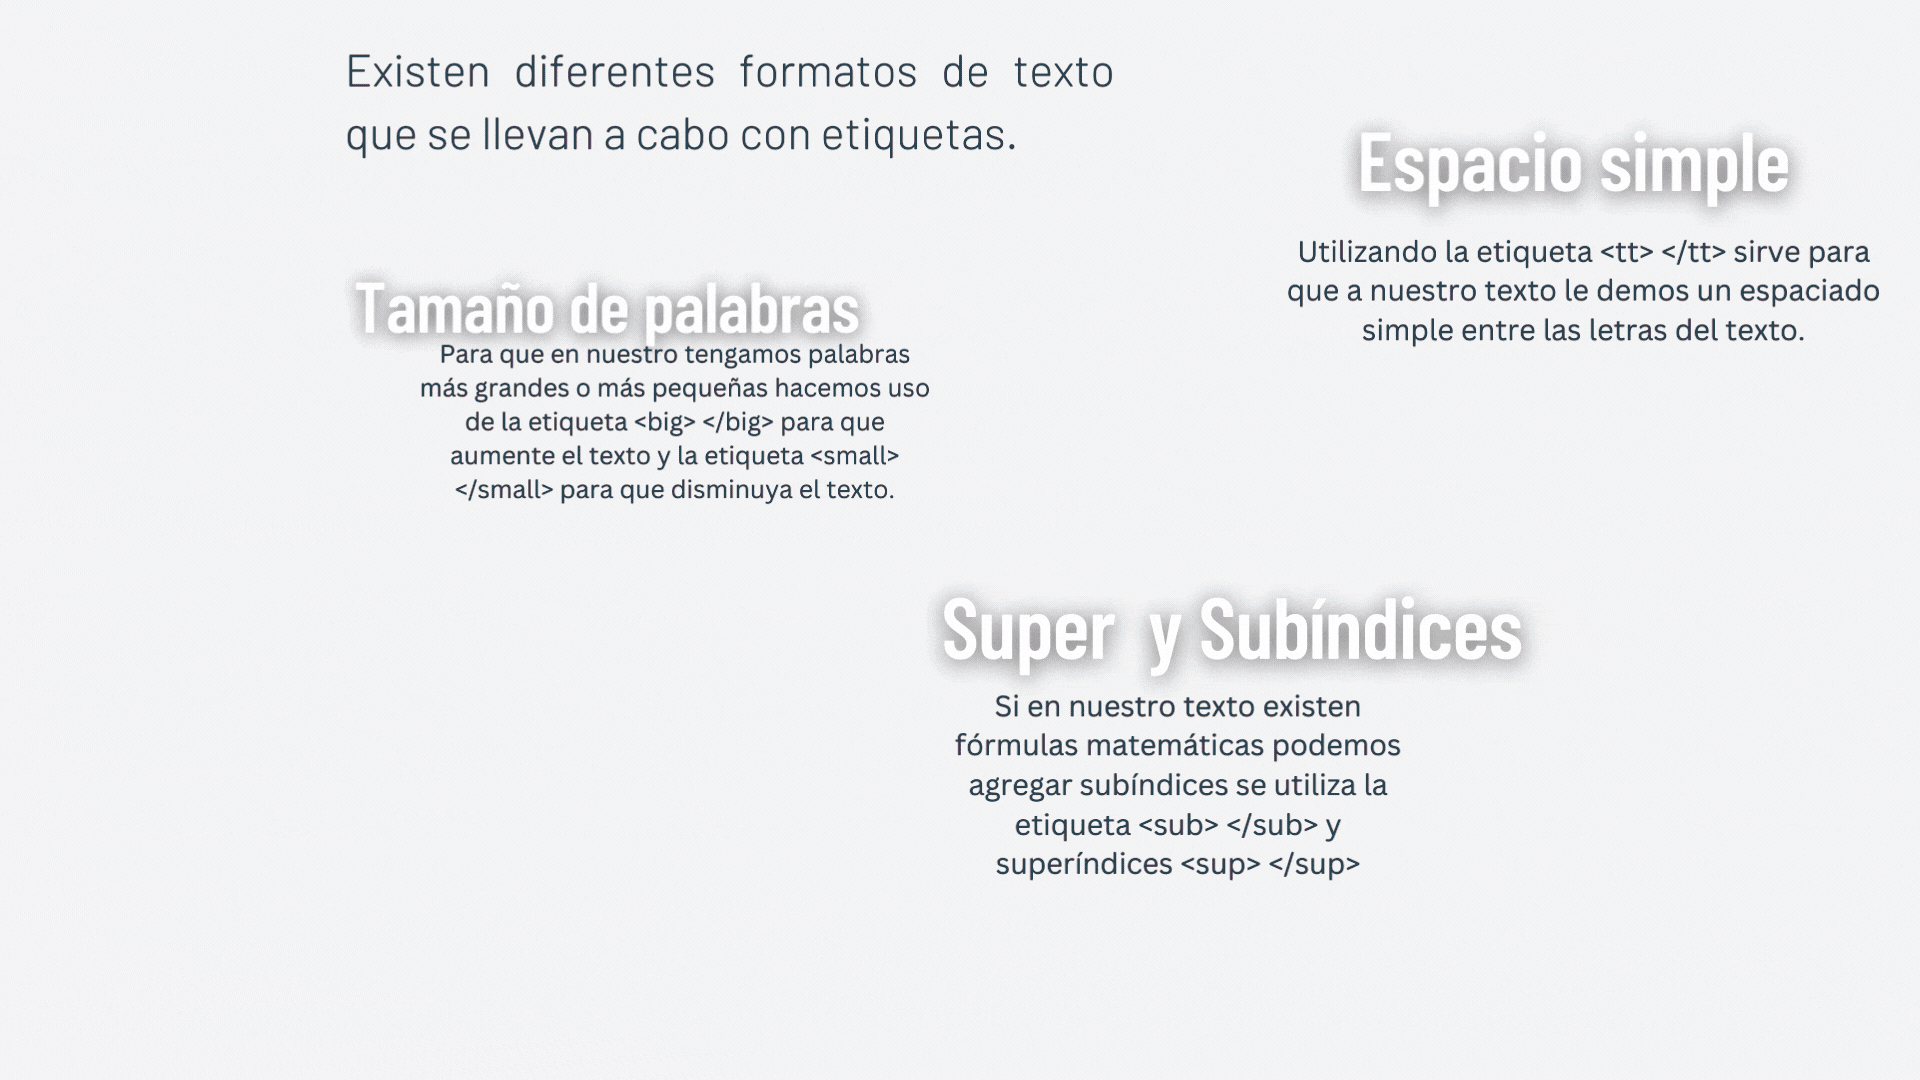 Existen diferentes formatos de texto
que se llevan a cabo con etiquetas.
Espacio simple
Utilizando la etiqueta <tt> </tt> sirve para
que a nuestro texto le demos un espaciado
simple entre las letras del texto.
Tamaño de palabras
Para que en nuestro tengamos palabras
más grandes o más pequeñas hacemos uso
de la etiqueta <big> </big> para que
aumente el texto y la etiqueta <small>
</small> para que disminuya el texto.
Super y Subíndices
Si en nuestro texto existen
fórmulas matemáticas podemos
agregar subíndices se utiliza la
etiqueta <sub> </sub> y
superíndices <sup> </sup>